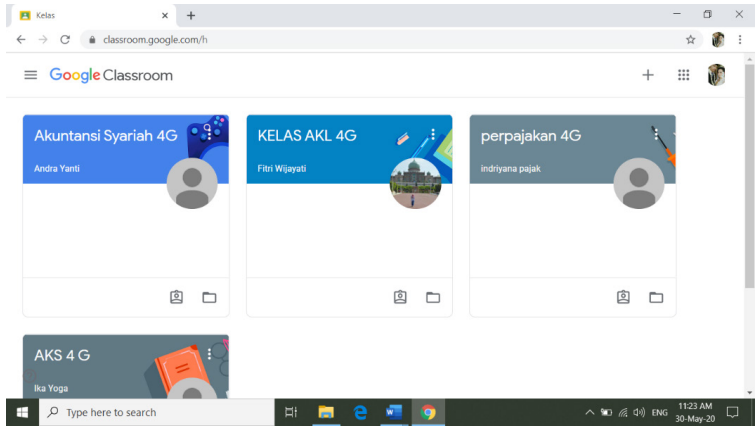 Kelas
classroom.google.com/h
Google Classroom
Akuntansi Syariah 4G
Andra Yanti
KELAS AKL 4G
Fitri Wijayati
perpajakan 4G
indriyana pajak
AKS 4 G
Ika Yoga
Type here to search
ENG
11:23 AM
30-May-20